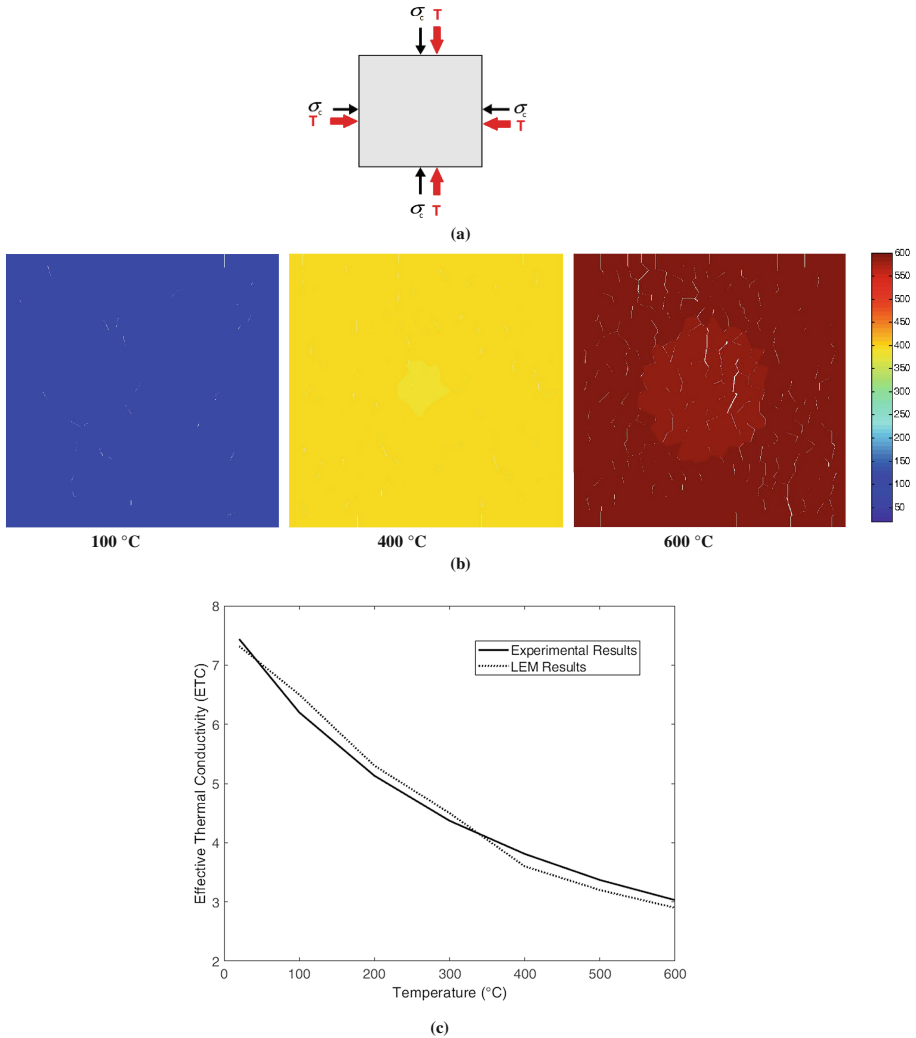 σc T
σc
T
σc
T
σc T
(a)
600
550
500
450
400
350
300
250
200
150
100
50
100 °C
400 °C
600 °C
(b)
8
7
6
5
4
3
2
Effective Thermal Conductivity (ETC)
Experimental Results
LEM Results
0 100 200 300 400 500 600
Temperature (°C)
(c)